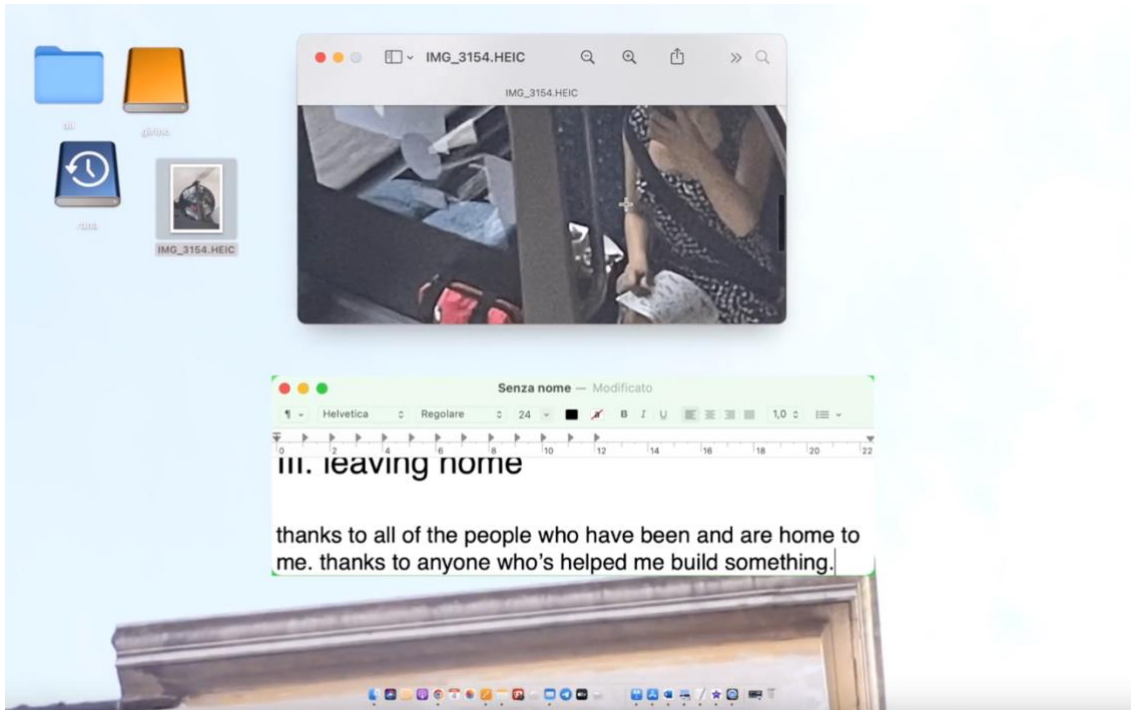 IMG_3154.HEIC
IMG_3154.HEIC
IMG_3154.HEIC
Senza nome — Modificato
¶ Helvetica Regolare 24 a B I U 1,0
0 2 4 6 8 10 12 14 16 18 20 22
III. leaving home
thanks to all of the people who have been and are home to
me. thanks to anyone who's helped me build something.